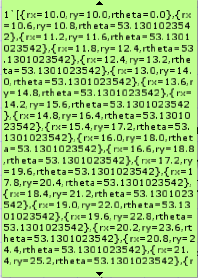 1 '[{rx=10.0, ry=10.0, rtheta=0.0},{r
x=10.6, ry=10.8, rtheta=53.1301023
542},{rx=11.2, ry=11.6, rtheta=53.1
301023542},{rx=11.8, ry=12.4, rthet
a=53.1301023542},{rx=12.4, ry=13.2,
rtheta=53.1301023542},{rx=13.0, ry=
14.0, rtheta=53.1301023542},{rx=13.6, r
y=14.8, rtheta=53.1301023542},{rx=
14.2, ry=15.6, rtheta=53.130102354
2},{rx=14.8, ry=16.4, rtheta=53.13010
23542},{rx=15.4, ry=17.2, rtheta=53.
1301023542},{rx=16.0, ry=18.0, rthet
a=53.1301023542},{rx=16.6, ry=18.8
, rtheta=53.1301023542},{rx=17.2, ry
=19.6, rtheta=53.1301023542},{rx=1
7.8, ry=20.4, rtheta=53.1301023542}
,{rx=18.4, ry=21.2, rtheta=53.130102
3542},{rx=19.0, ry=22.0, rtheta=53.13
01023542},{rx=19.6, ry=22.8, rtheta=
53.1301023542},{rx=20.2, ry=23.6, rt
heta=53.1301023542},{rx=20.8, ry=2
4.4, rtheta=53.1301023542},{rx=21.
4, ry=25.2, rtheta=53.1301023542},{r